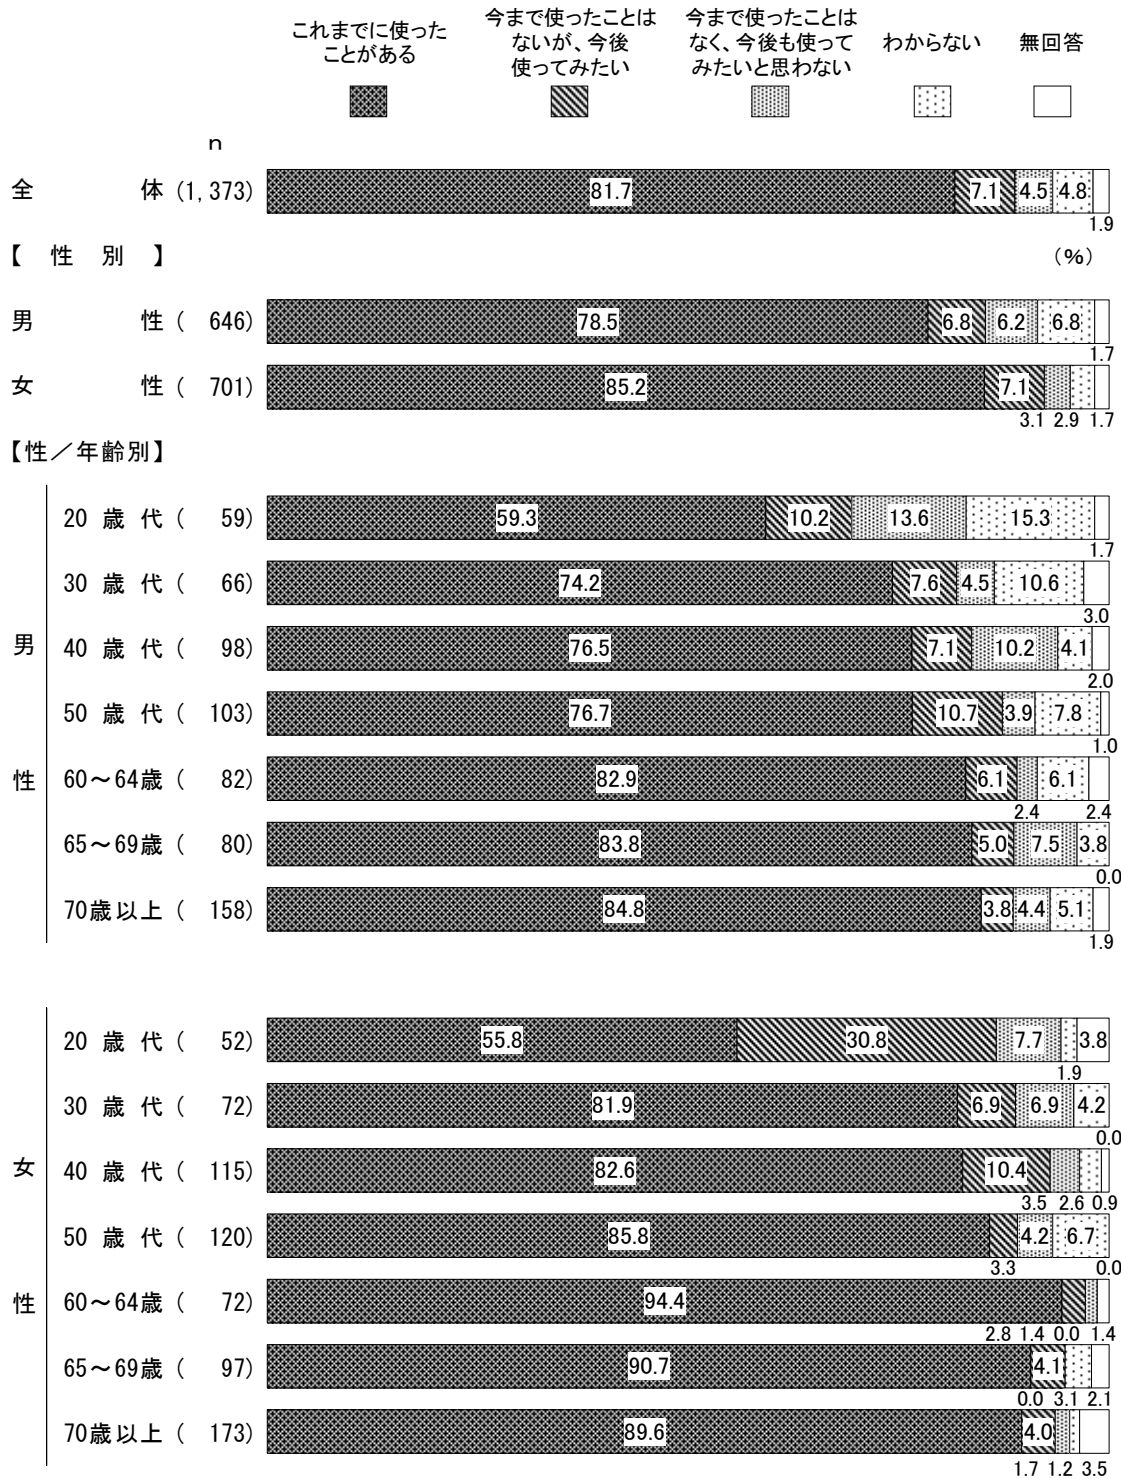 これまでに使った
ことがある
今まで使ったことは
ないが、今後
使ってみたい
今まで使ったことは
なく、今後も使って
みたいと思わない
わからない
無回答
n
全体(1,373) 81.7 7.1 4.5 4.8
1.9
【性別】 (%)
男性( 646) 78.5 6.8 6.2 6.8
1.7
女性( 701) 85.2 7.1
3.1 2.9 1.7
【性/年齢別】
男性
20歳代( 59) 59.3 10.2 13.6 15.3
1.7
30歳代( 66) 74.2 7.6 4.5 10.6
3.0
40歳代( 98) 76.5 7.1 10.2 4.1
2.0
50歳代( 103) 76.7 10.7 3.9 7.8
1.0
60～64歳( 82) 82.9 6.1 6.1
2.4 2.4
65～69歳( 80) 83.8 5.0 7.5 3.8
0.0
70歳以上( 158) 84.8 3.8 4.4 5.1
1.9
女性
20歳代( 52) 55.8 30.8 7.7 3.8
1.9
30歳代( 72) 81.9 6.9 6.9 4.2
0.0
40歳代( 115) 82.6 10.4
3.5 2.6 0.9
50歳代( 120) 85.8 4.2 6.7
3.3 0.0
60～64歳( 72) 94.4
2.8 1.4 0.0 1.4
65～69歳( 97) 90.7 4.1
0.0 3.1 2.1
70歳以上( 173) 89.6 4.0
1.7 1.2 3.5